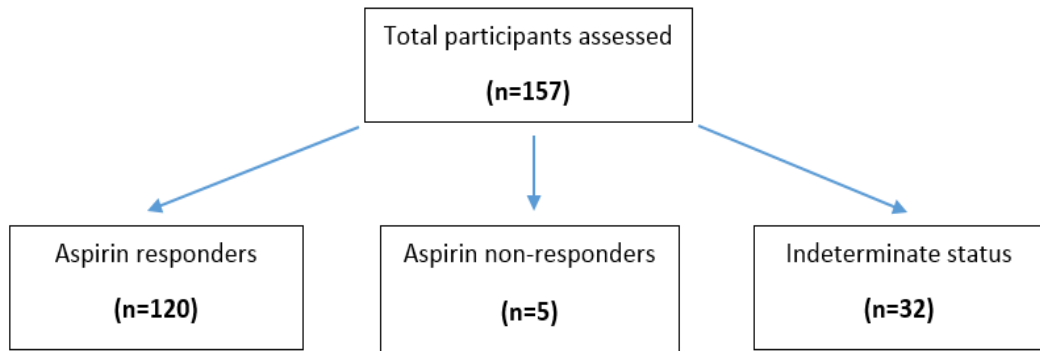 Total participants assessed
(n=157)
Aspirin responders
(n=120)
Aspirin non-responders
(n=5)
Indeterminate status
(n=32)